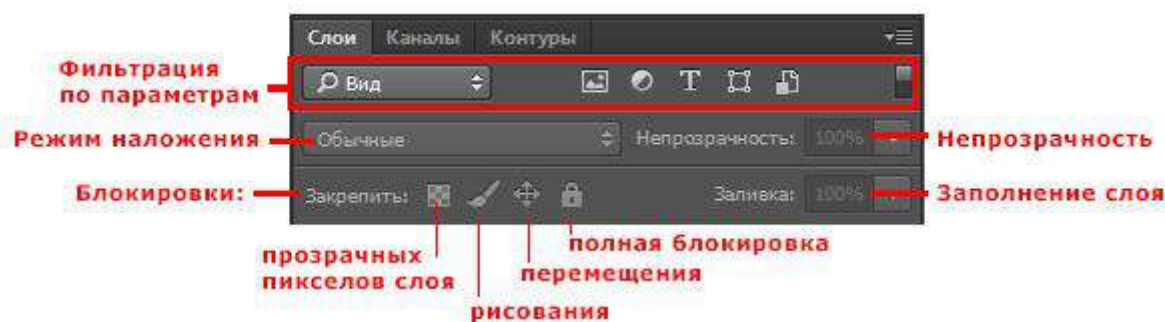 Слои Каналы Контуры
Фильтрация
по параметрам
Вид
T
Режим наложения
Обычные
Непрозрачность: 100%
Непрозрачность
Блокировки:
Закрепить:
Заливка: 100%
Заполнение слоя
полная блокировка
прозрачных
пикселов слоя
перемещения
рисования